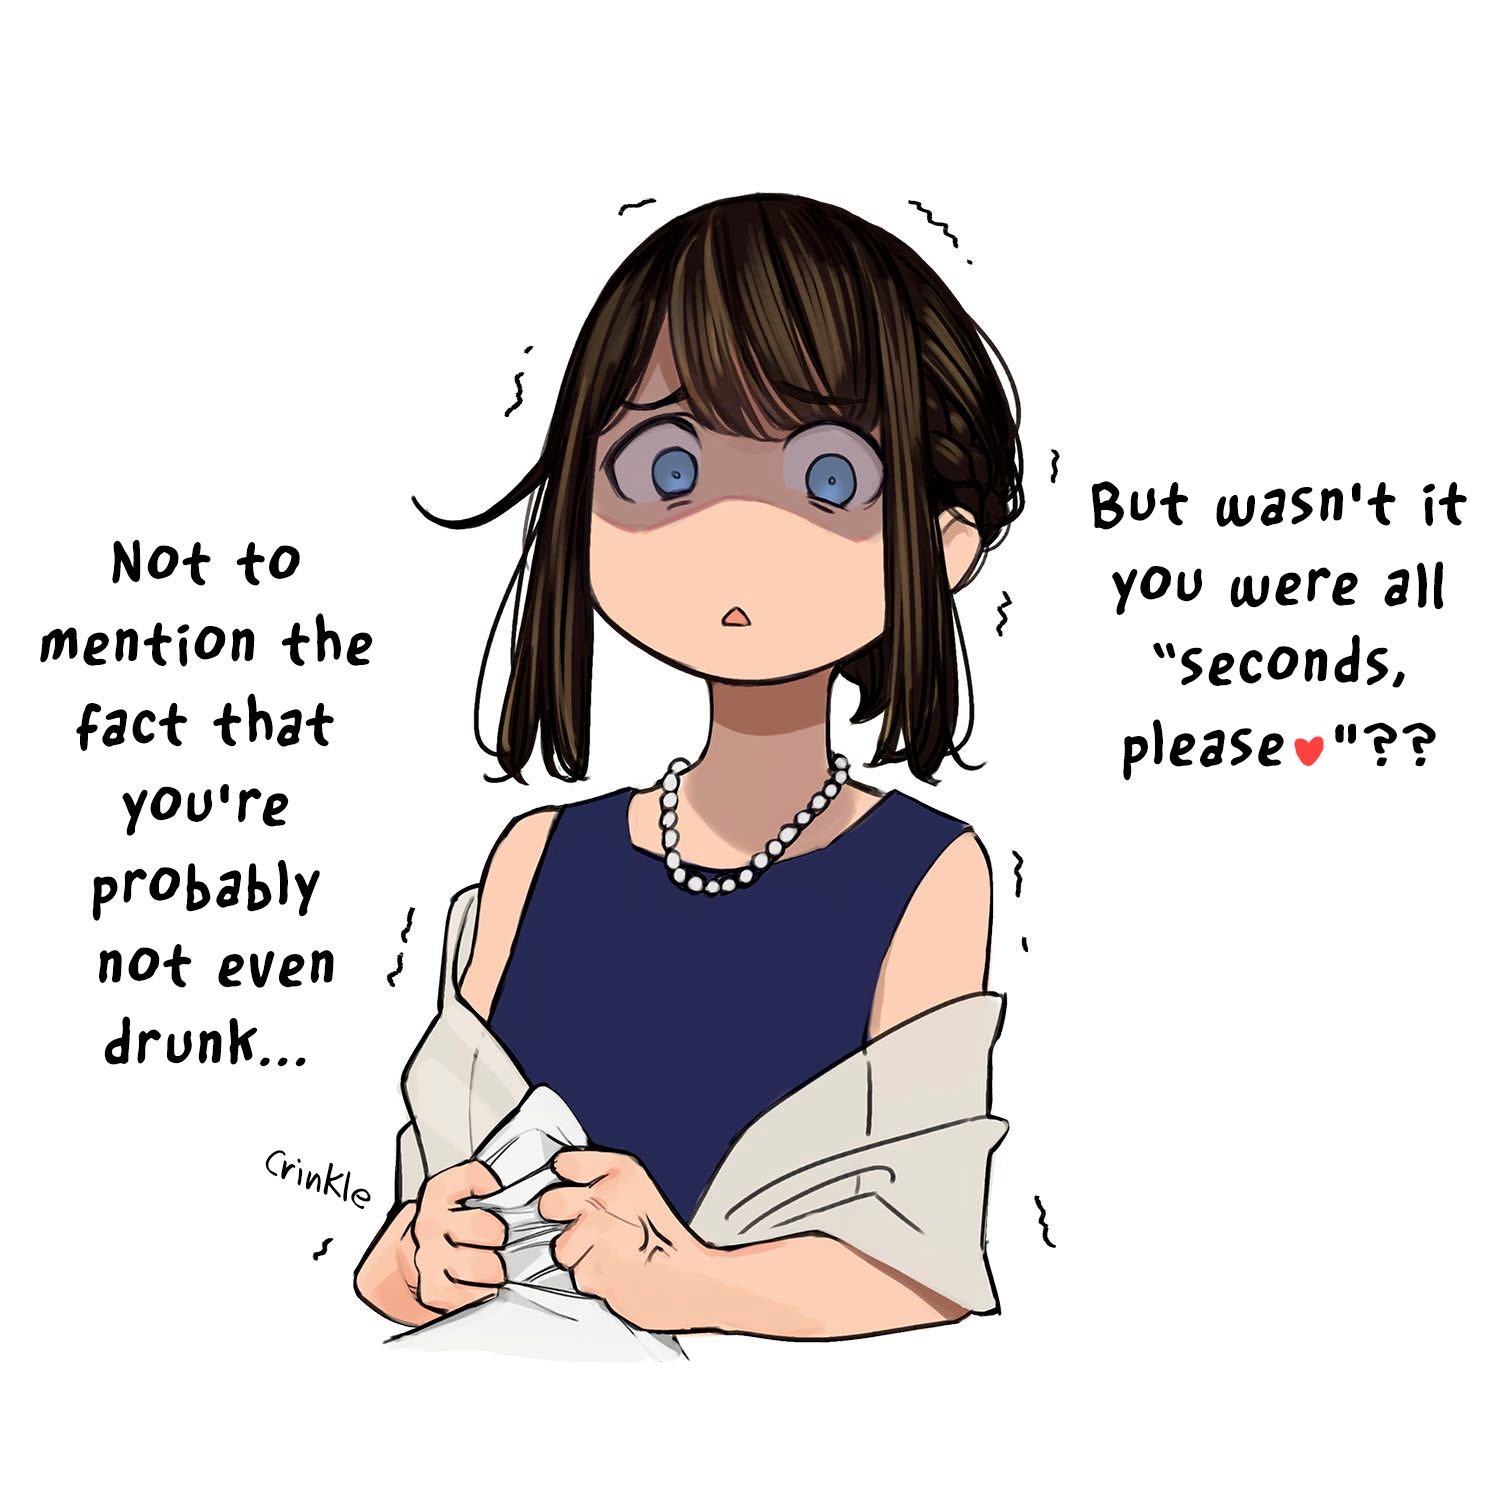 But wasn't it
you were all
“seconds,
please♥"??
Not to
mention the
fact that
you're
probably
not even
drunk...
Crinkle